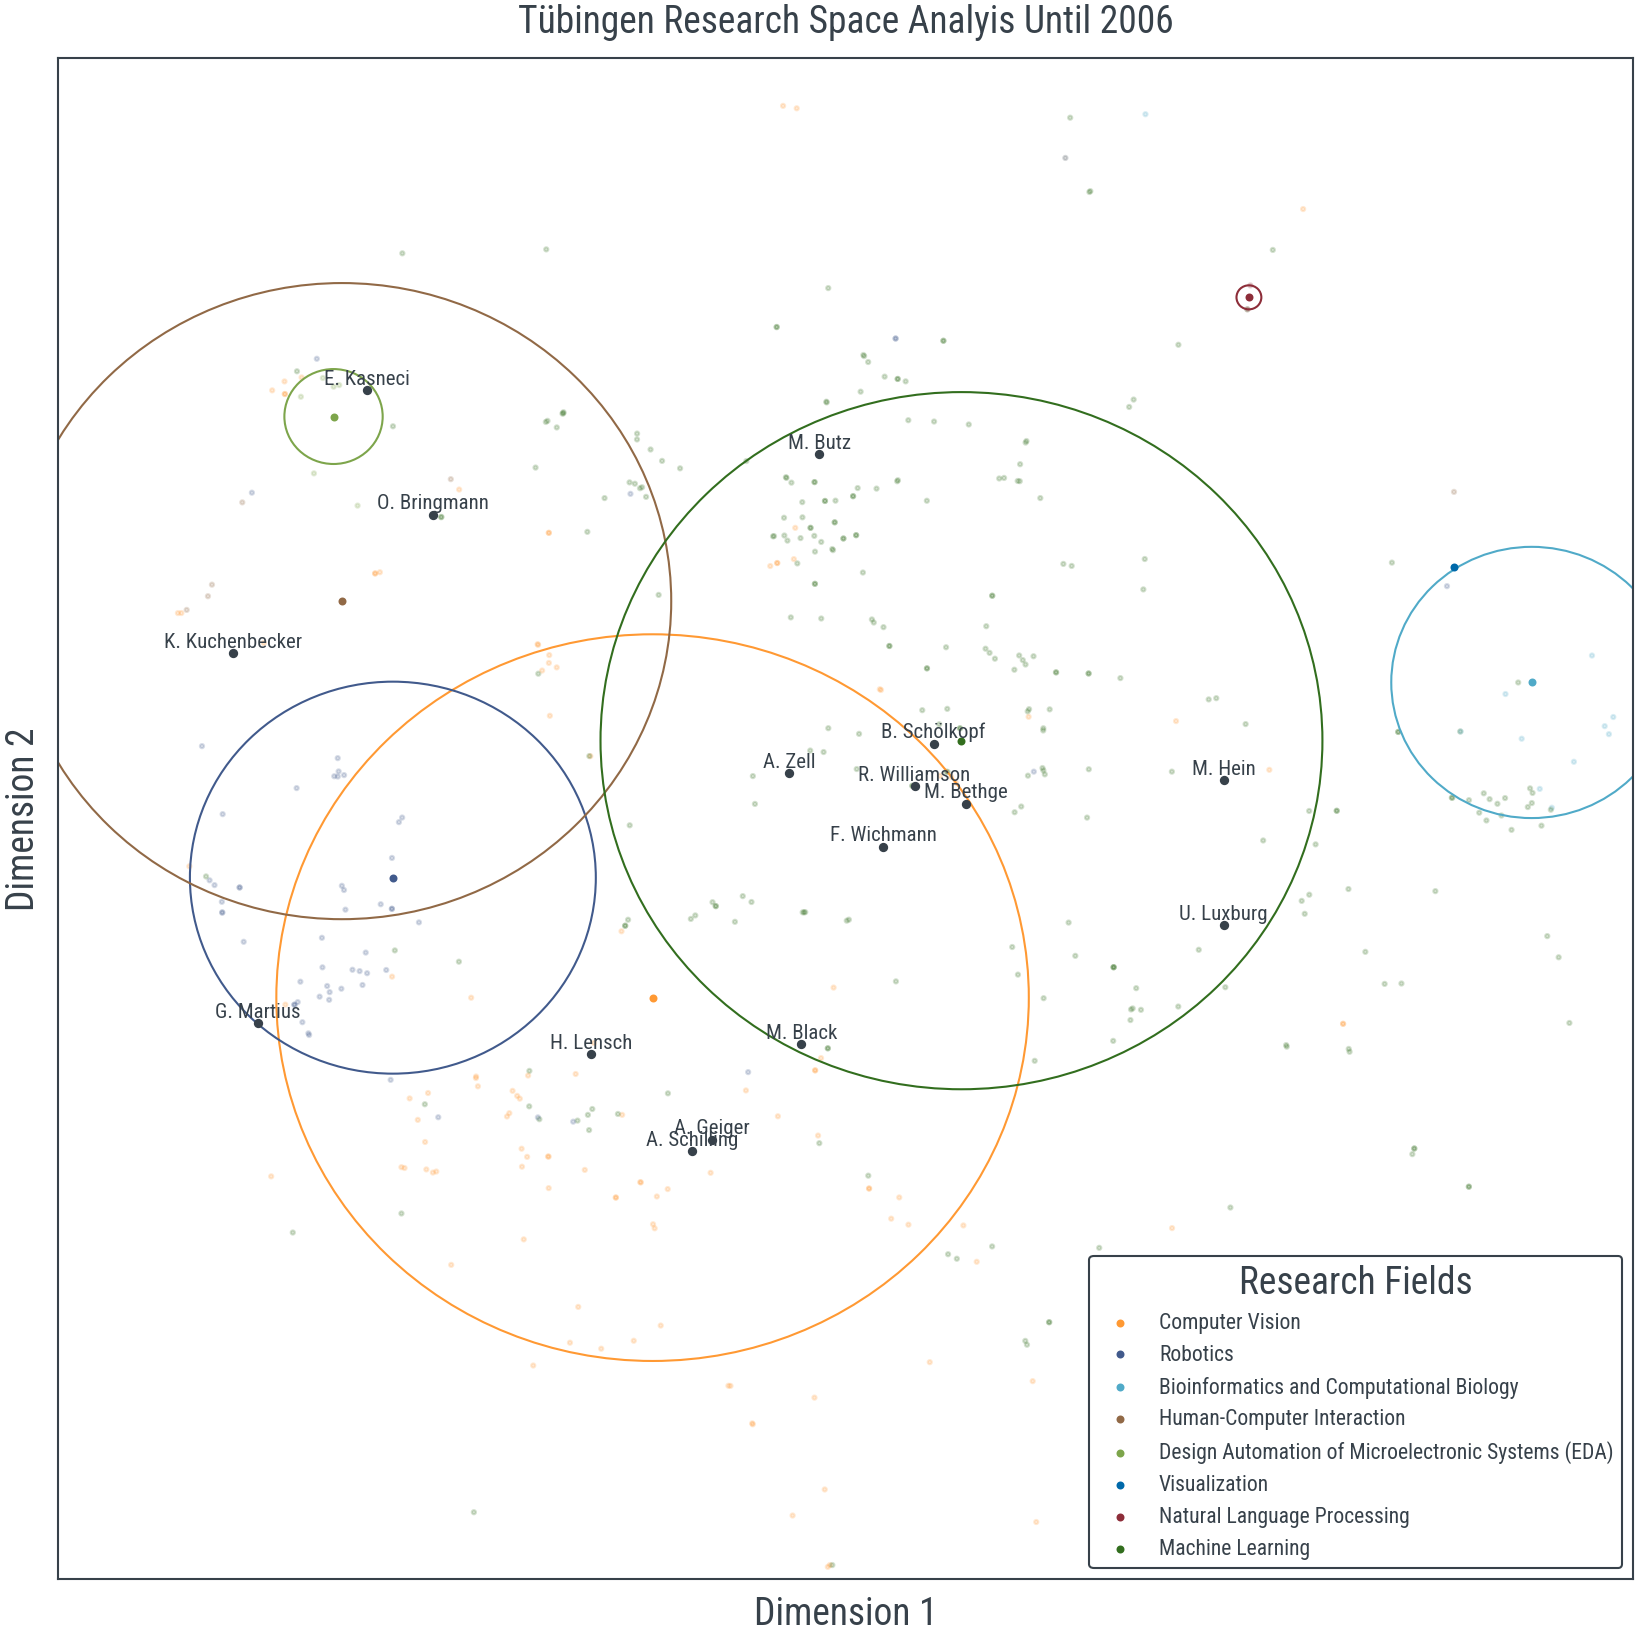 Tübingen Research Space Analyis Until 2006
E. Kasneci
M. Butz
O. Bringmann
K. Kuchenbecker
B. Schölkopf
A. Zell
M. Hein
R. Williamson
M. Bethge
F. Wichmann
U. Luxburg
G. Martius
M. Black
H. Lensch
A. Geiger
A. Schilling
Dimension 2
Research Fields
Computer Vision
Robotics
Bioinformatics and Computational Biology
Human-Computer Interaction
Design Automation of Microelectronic Systems (EDA)
Visualization
Natural Language Processing
Machine Learning
Dimension 1